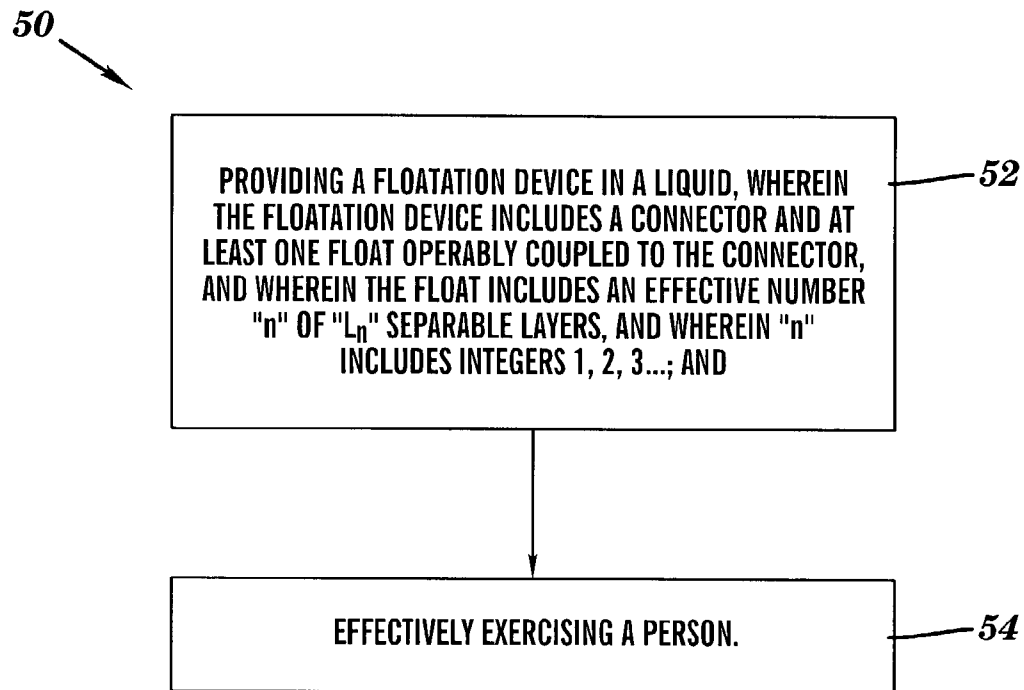 50
PROVIDING A FLOATATION DEVICE IN A LIQUID, WHEREIN
THE FLOATATION DEVICE INCLUDES A CONNECTOR AND AT
LEAST ONE FLOAT OPERABLY COUPLED TO THE CONNECTOR,
AND WHEREIN THE FLOAT INCLUDES AN EFFECTIVE NUMBER
"n" OF "Ln" SEPARABLE LAYERS, AND WHEREIN "n"
INCLUDES INTEGERS 1, 2, 3...; AND
52
EFFECTIVELY EXERCISING A PERSON.
54